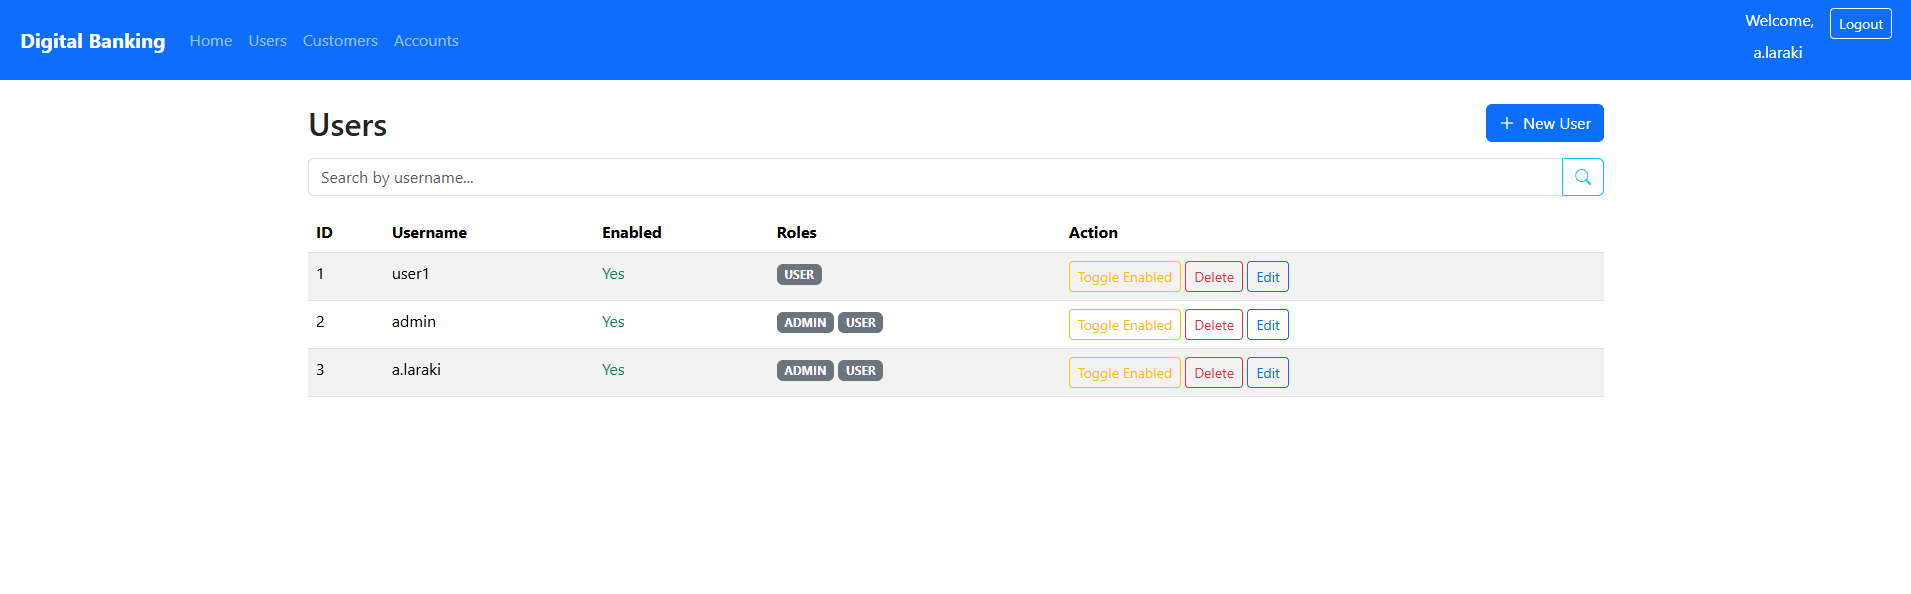 Digital Banking Home Users Customers Accounts Welcome, a.laraki Logout
Users
+ New User
Search by username...
ID Username Enabled Roles Action
1 user1 Yes USER Toggle Enabled Delete Edit
2 admin Yes ADMIN USER Toggle Enabled Delete Edit
3 a.laraki Yes ADMIN USER Toggle Enabled Delete Edit